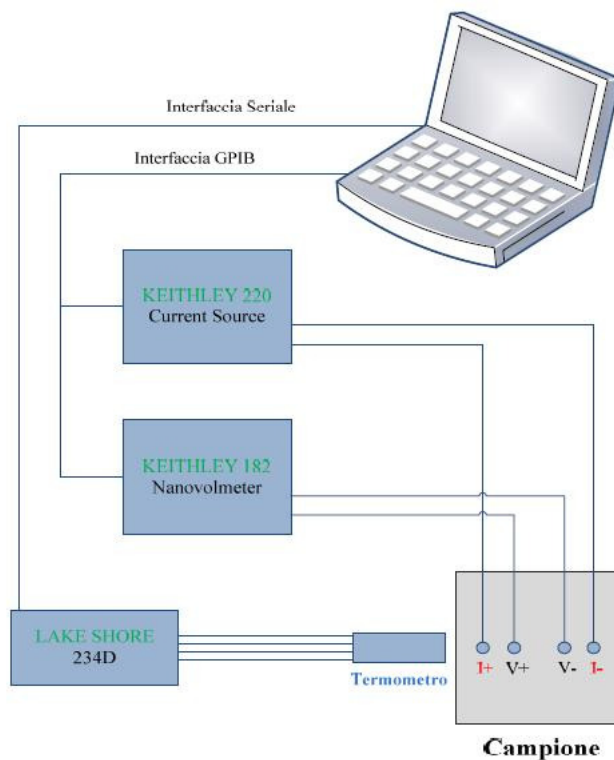 Interfaccia Seriale
Interfaccia GPIB
KEITHLEY 220
Current Source
KEITHLEY 182
Nanovolmeter
LAKE SHORE
234D
Termometro
I+ V+ V- I-
Campione